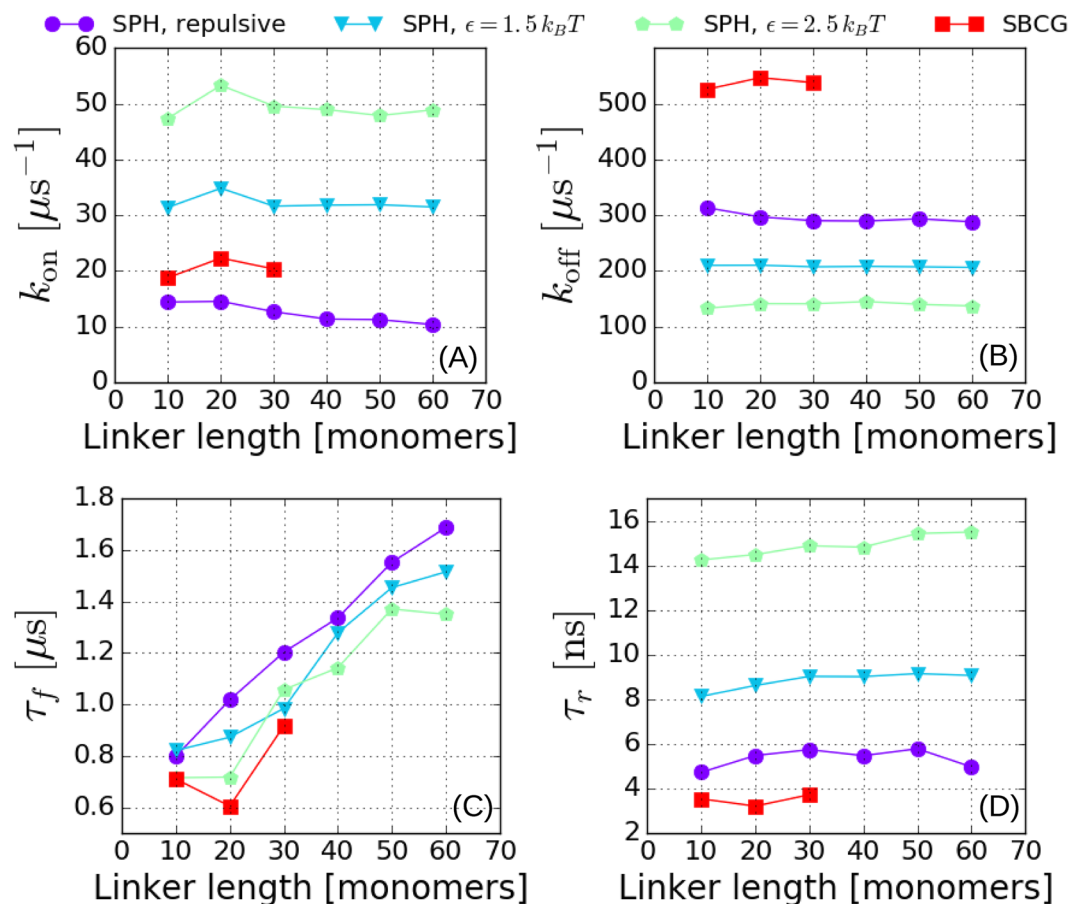 SPH, repulsive SPH, ϵ = 1.5 k_BT SPH, ϵ = 2.5 k_BT SBCG
60
50
40
30
20
10
0
k_on [μs⁻¹]
0 10 20 30 40 50 60 70
Linker length [monomers]
(A)
500
400
300
200
100
0
k_off [μs⁻¹]
0 10 20 30 40 50 60 70
Linker length [monomers]
(B)
1.8
1.6
1.4
1.2
1.0
0.8
0.6
τ_f [μs]
0 10 20 30 40 50 60 70
Linker length [monomers]
(C)
16
14
12
10
8
6
4
2
τ_r [ns]
0 10 20 30 40 50 60 70
Linker length [monomers]
(D)